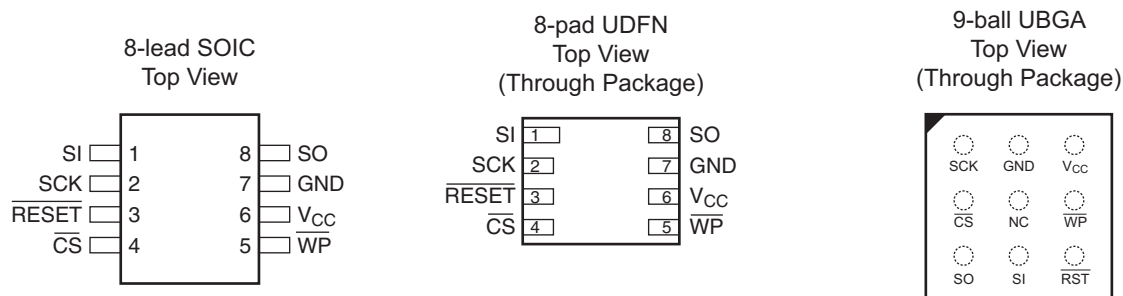 8-lead SOIC
Top View
SI 1 8 SO
SCK 2 7 GND
RESET 3 6 VCC
CS 4 5 WP
8-pad UDFN
Top View
(Through Package)
SI 1 8 SO
SCK 2 7 GND
RESET 3 6 VCC
CS 4 5 WP
9-ball UBGA
Top View
(Through Package)
SCK GND VCC
CS NC WP
SO SI RST